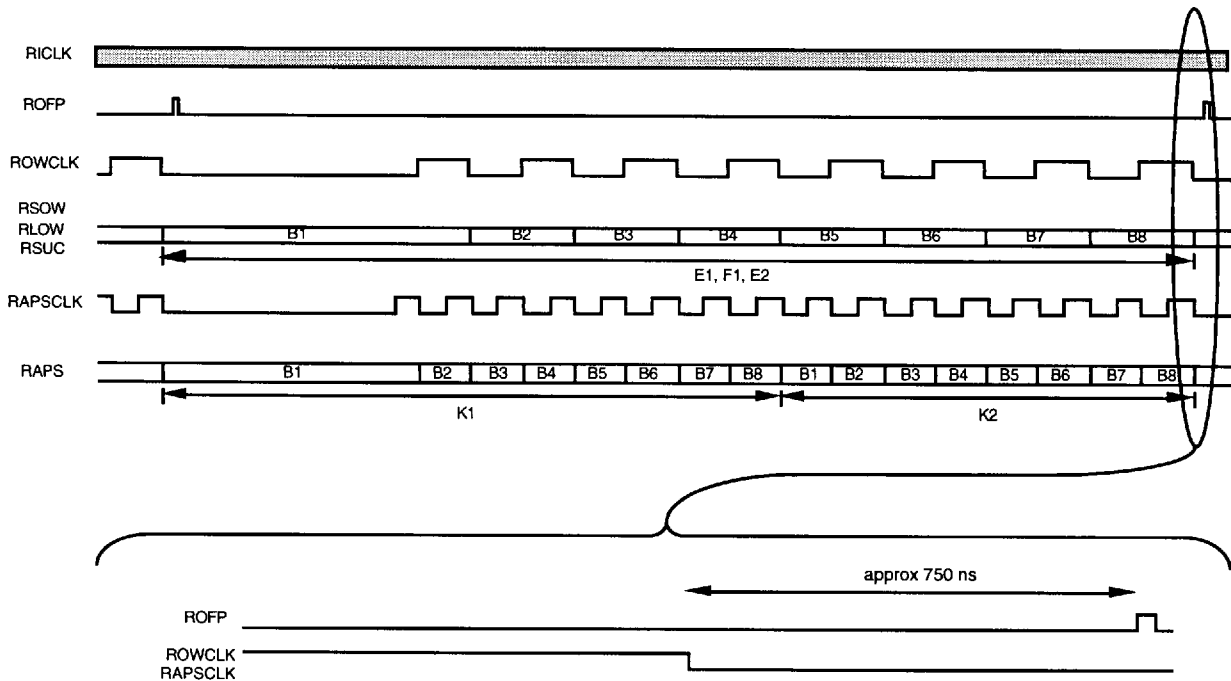 RICLK
ROFP
ROWCLK
RSOW
RLOW
RSUC
B1 B2 B3 B4 B5 B6 B7 B8
E1, F1, E2
RAPSCLK
RAPS B1 B2 B3 B4 B5 B6 B7 B8 B1 B2 B3 B4 B5 B6 B7 B8
K1 K2
approx 750 ns
ROFP
ROWCLK
RAPSCLK